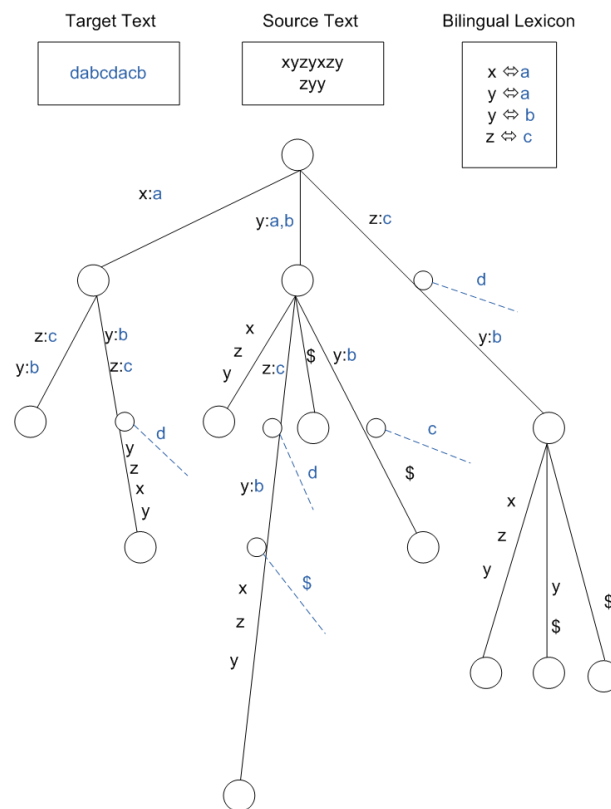 Target Text
Source Text
Bilingual Lexicon
dabcdacb
xyzyxzy
zyy
x ⇔a
y ⇔a
y ⇔ b
z ⇔ c
x:a
y:a,b
z:c
d
y:b
z:c
y:b
y:b
z:c
d
y
z
x
y
x
z
y
z:c
$
y:b
d
c
$
y:b
$
x
z
y
x
z
y
y
$
$